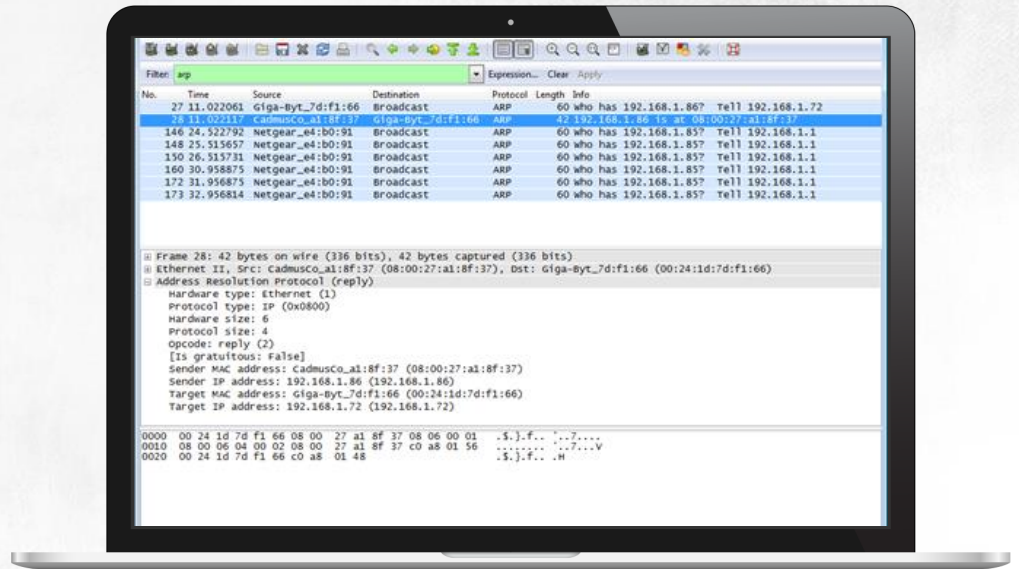 Filter: arp Expression... Clear Apply
No. Time Source Destination Protocol Length Info
27 11.022061 Giga-Byt_7d:f1:66 Broadcast ARP 60 who has 192.168.1.86? Tell 192.168.1.72
28 11.022117 CadmusCo_a1:8f:37 Giga-Byt_7d:f1:66 ARP 42 192.168.1.86 is at 08:00:27:a1:8f:37
146 24.522792 Netgear_e4:b0:91 Broadcast ARP 60 who has 192.168.1.85? Tell 192.168.1.1
148 25.515657 Netgear_e4:b0:91 Broadcast ARP 60 who has 192.168.1.85? Tell 192.168.1.1
150 26.515731 Netgear_e4:b0:91 Broadcast ARP 60 who has 192.168.1.85? Tell 192.168.1.1
160 30.958875 Netgear_e4:b0:91 Broadcast ARP 60 who has 192.168.1.85? Tell 192.168.1.1
172 31.956875 Netgear_e4:b0:91 Broadcast ARP 60 who has 192.168.1.85? Tell 192.168.1.1
173 32.956814 Netgear_e4:b0:91 Broadcast ARP 60 who has 192.168.1.85? Tell 192.168.1.1
Frame 28: 42 bytes on wire (336 bits), 42 bytes captured (336 bits)
Ethernet II, Src: CadmusCo_a1:8f:37 (08:00:27:a1:8f:37), Dst: Giga-Byt_7d:f1:66 (00:24:1d:7d:f1:66)
Address Resolution Protocol (reply)
Hardware type: Ethernet (1)
Protocol type: IP (0x0800)
Hardware size: 6
Protocol size: 4
Opcode: reply (2)
[Is gratuitous: False]
Sender MAC address: CadmusCo_a1:8f:37 (08:00:27:a1:8f:37)
Sender IP address: 192.168.1.86 (192.168.1.86)
Target MAC address: Giga-Byt_7d:f1:66 (00:24:1d:7d:f1:66)
Target IP address: 192.168.1.72 (192.168.1.72)
0000 00 24 1d 7d f1 66 08 00 27 a1 8f 37 08 06 00 01 .$.}.f.. '..7....
0010 08 00 06 04 00 02 08 00 27 a1 8f 37 c0 a8 01 56 ........ '..7...V
0020 00 24 1d 7d f1 66 c0 a8 01 48 .$.}.f.. .H